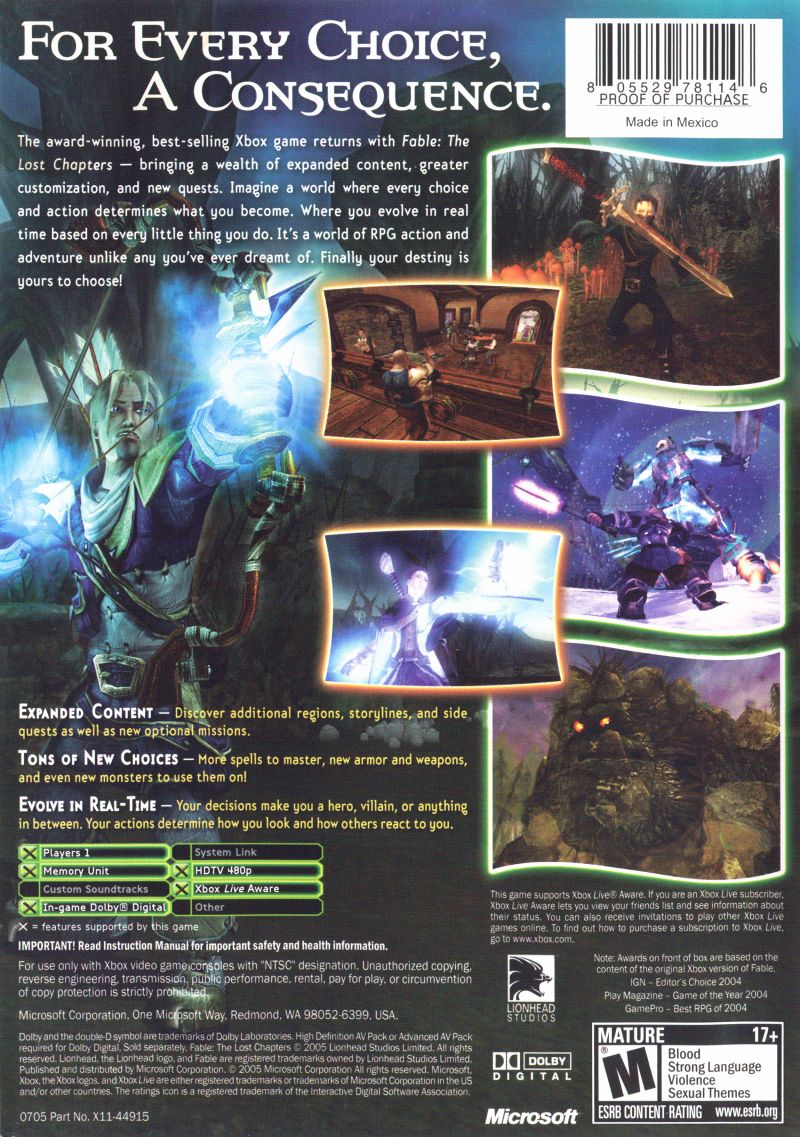 FOR EVERY CHOICE,
A CONSEQUENCE.
8 05529 78114 6
PROOF OF PURCHASE
Made in Mexico
The award-winning, best-selling Xbox game returns with Fable: The
Lost Chapters — bringing a wealth of expanded content, greater
customization, and new quests. Imagine a world where every choice
and action determines what you become. Where you evolve in real
time based on every little thing you do. It's a world of RPG action and
adventure unlike any you've ever dreamt of. Finally your destiny is
yours to choose!
EXPANDED CONTENT — Discover additional regions, storylines, and side
quests as well as new optional missions.
TONS OF NEW CHOICES — More spells to master, new armor and weapons,
and even new monsters to use them on!
EVOLVE IN REAL-TIME — Your decisions make you a hero, villain, or anything
in between. Your actions determine how you look and how others react to you.
Players 1
System Link
Memory Unit
HDTV 480p
Custom Soundtracks
Xbox Live Aware
In-game Dolby® Digital
Other
X = features supported by this game
IMPORTANT! Read Instruction Manual for important safety and health information.
For use only with Xbox video game consoles with "NTSC" designation. Unauthorized copying,
reverse engineering, transmission, public performance, rental, pay for play, or circumvention
of copy protection is strictly prohibited.
Microsoft Corporation, One Microsoft Way, Redmond, WA 98052-6399, USA.
Dolby and the double-D symbol are trademarks of Dolby Laboratories. High Definition AV Pack or Advanced AV Pack
required for Dolby Digital. Sold separately. Fable: The Lost Chapters © 2005 Lionhead Studios Limited. All rights
reserved. Lionhead, the Lionhead logo, and Fable are registered trademarks owned by Lionhead Studios Limited.
Published and distributed by Microsoft Corporation. © 2005 Microsoft Corporation All rights reserved. Microsoft,
Xbox, the Xbox logos, and Xbox Live are either registered trademarks or trademarks of Microsoft Corporation in the US
and/or other countries. The ratings icon is a registered trademark of the Interactive Digital Software Association.
0705 Part No. X11-44915
This game supports Xbox Live® Aware. If you are an Xbox Live subscriber,
Xbox Live Aware lets you view your friends list and see information about
their status. You can also receive invitations to play other Xbox Live
games online. To find out how to purchase a subscription to Xbox Live,
go to www.xbox.com.
Note: Awards on front of box are based on the
content of the original Xbox version of Fable.
IGN – Editor's Choice 2004
Play Magazine – Game of the Year 2004
GamePro – Best RPG of 2004
LIONHEAD
STUDIOS
DOLBY
DIGITAL
Microsoft
MATURE 17+
M
®
Blood
Strong Language
Violence
Sexual Themes
ESRB CONTENT RATING www.esrb.org